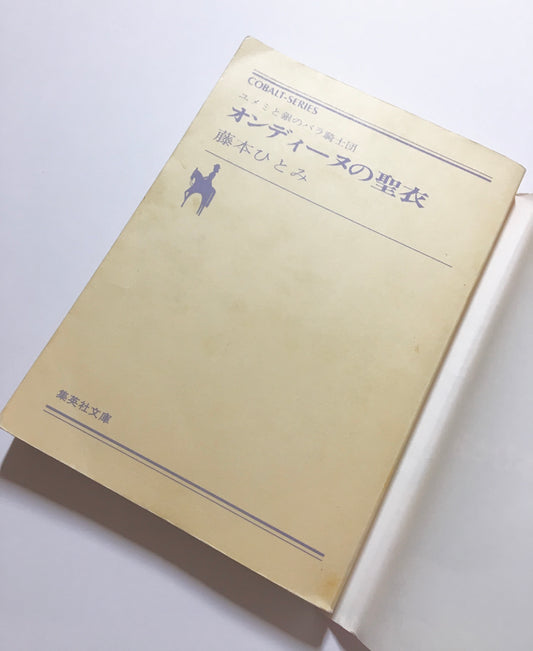 COBALT-SERIES
ユメミと銀のバラ騎士団
オンディーヌの聖衣
藤本ひとみ
集英社文庫